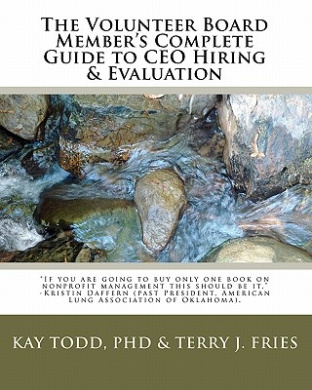 The Volunteer Board
Member's Complete
Guide to CEO Hiring
& Evaluation
"If you are going to buy only one book on
nonprofit management this should be it,"
-Kristin Daffern (past President, American
Lung Association of Oklahoma).
Kay Todd, PhD & Terry J. Fries